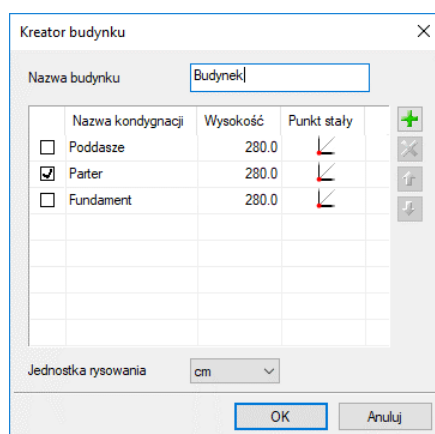 Kreator budynku
Nazwa budynku Budynek
Nazwa kondygnacji Wysokość Punkt stały
Poddasze 280.0
Parter 280.0
Fundament 280.0
Jednostka rysowania cm
OK Anuluj